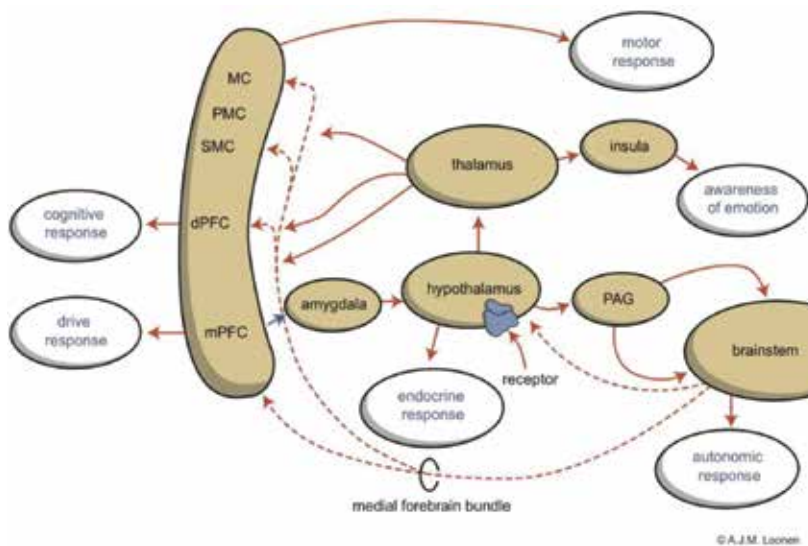 motor
response
MC
PMC
SMC
thalamus
insula
awareness
of emotion
cognitive
response
dPFC
hypothalamus
PAG
amygdala
drive
response
mPFC
brainstem
receptor
endocrine
response
autonomic
response
medial forebrain bundle
© A.J.M. Loonen